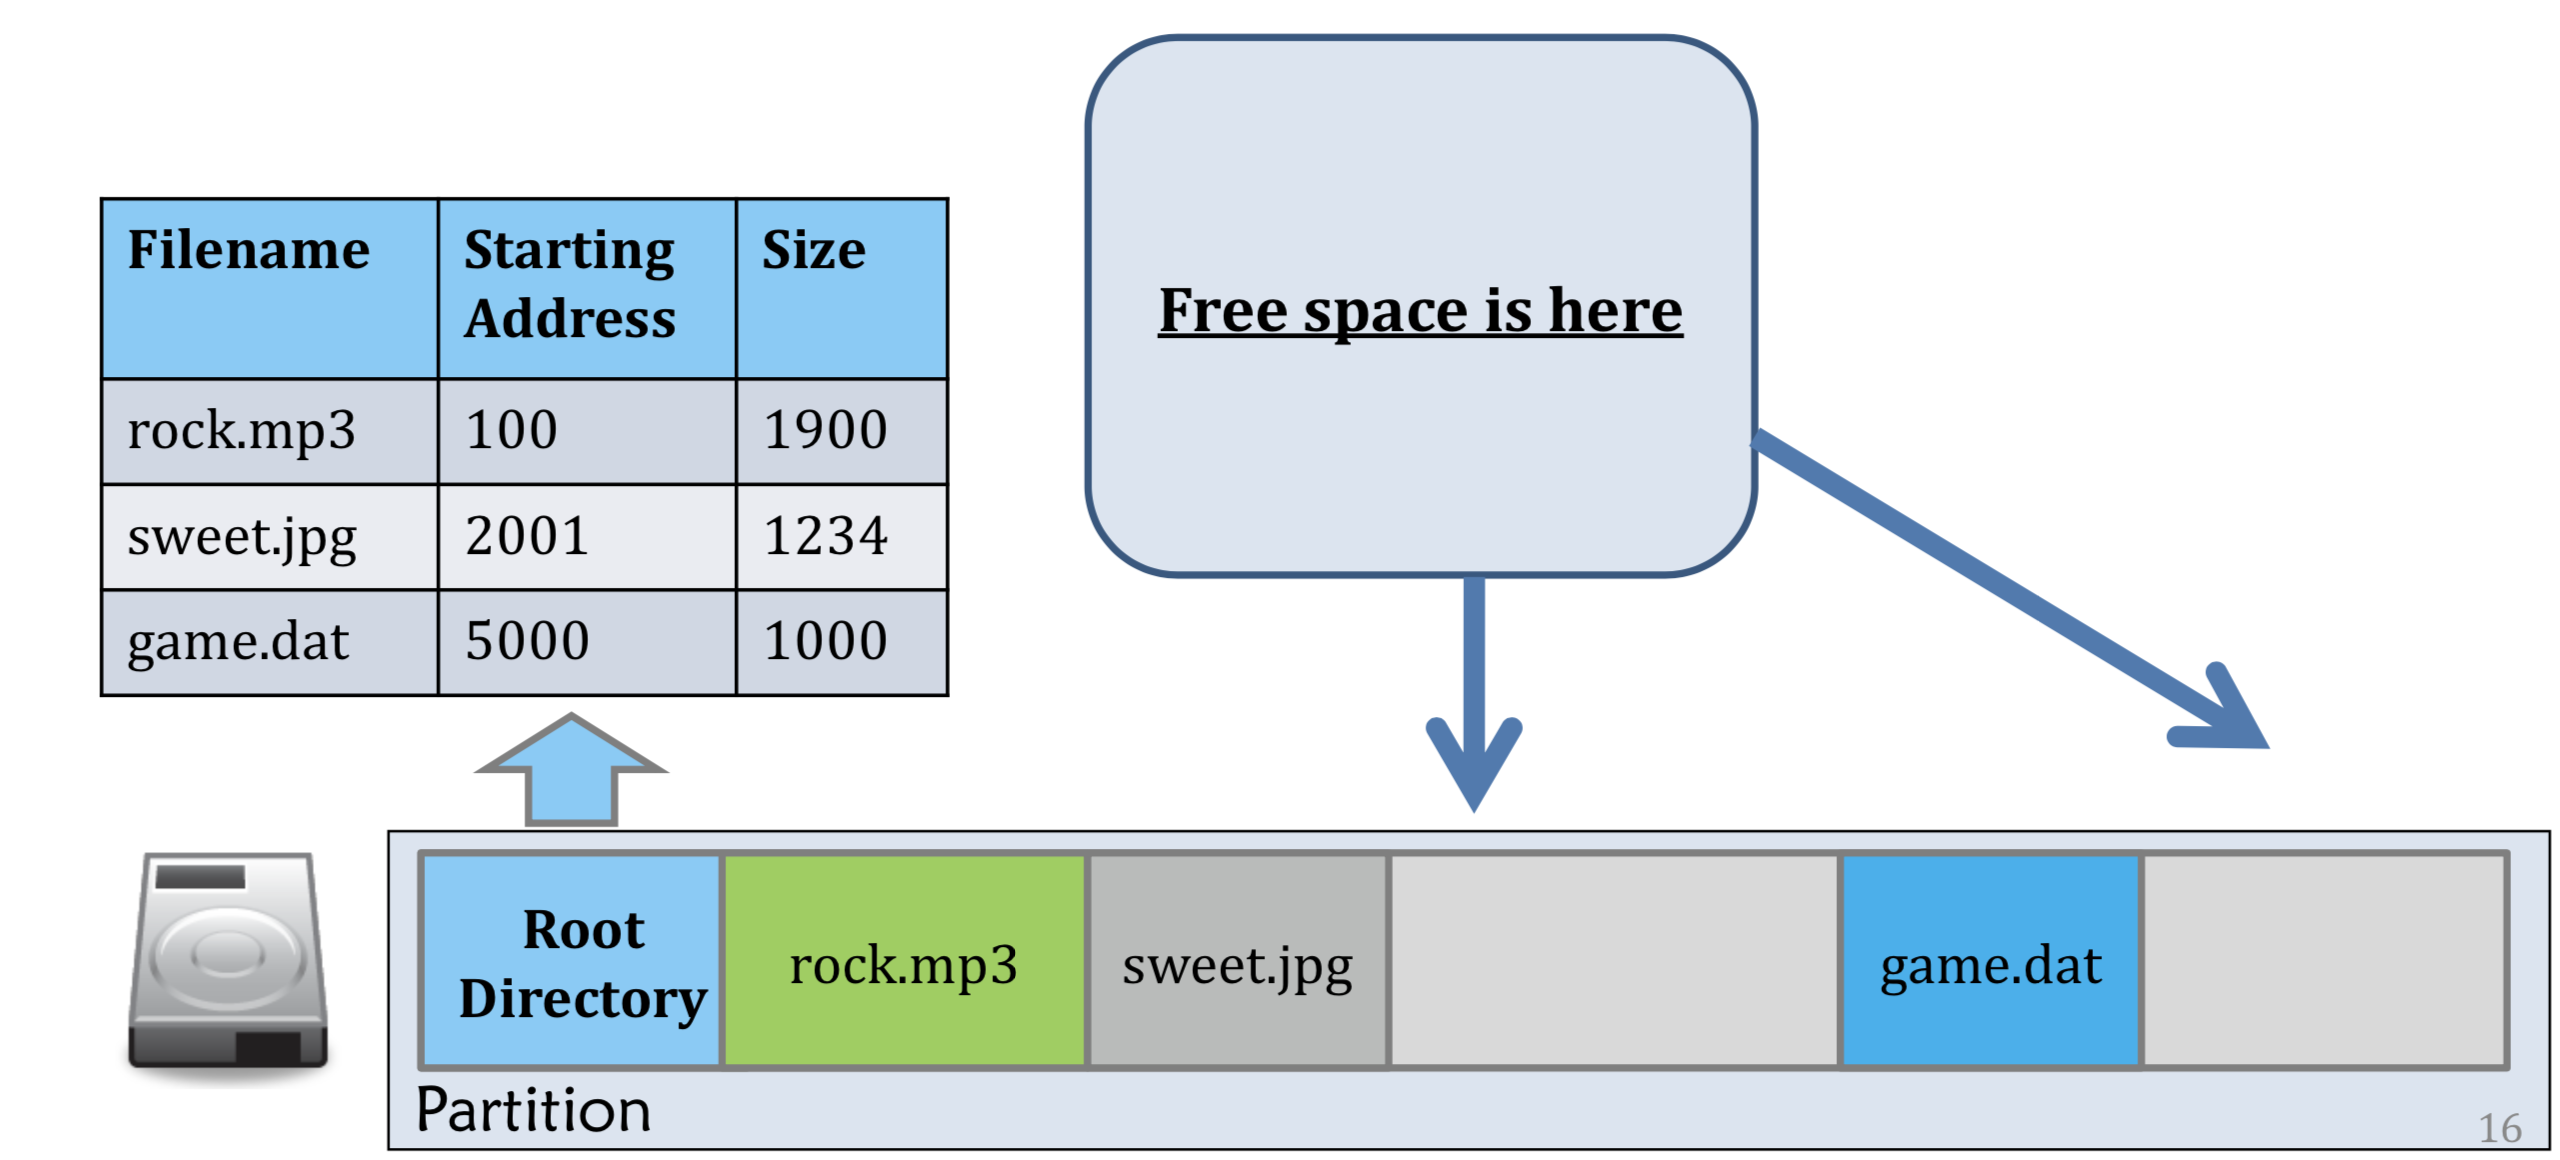 Filename Starting Address Size
rock.mp3 100 1900
sweet.jpg 2001 1234
game.dat 5000 1000
Free space is here
Root Directory
rock.mp3
sweet.jpg
game.dat
Partition
16